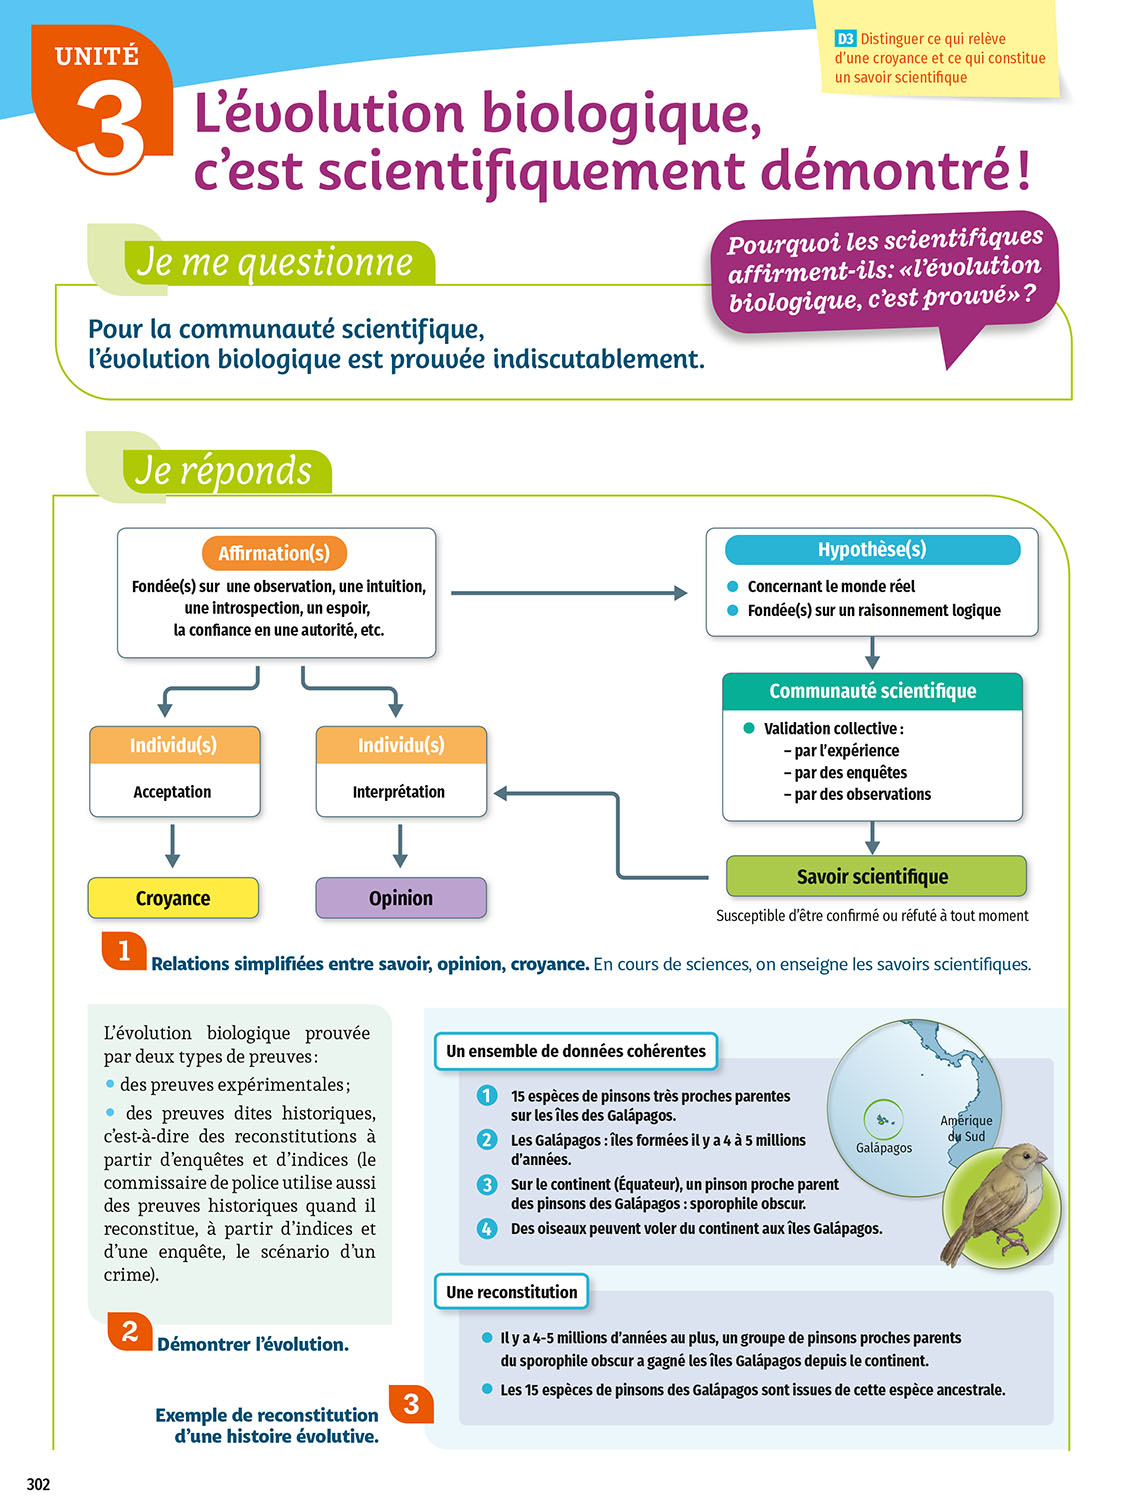 UNITÉ
3
D3 Distinguer ce qui relève
d'une croyance et ce qui constitue
un savoir scientifique
L'évolution biologique,
c'est scientifiquement démontré !
Je me questionne
Pourquoi les scientifiques
affirment-ils : «l'évolution
biologique, c'est prouvé» ?
Pour la communauté scientifique,
l'évolution biologique est prouvée indiscutablement.
Je réponds
Affirmation(s)
Fondée(s) sur une observation, une intuition,
une introspection, un espoir,
la confiance en une autorité, etc.
Hypothèse(s)
• Concernant le monde réel
• Fondée(s) sur un raisonnement logique
Communauté scientifique
• Validation collective :
– par l'expérience
– par des enquêtes
– par des observations
Individu(s)
Acceptation
Individu(s)
Interprétation
Croyance
Opinion
Savoir scientifique
Susceptible d'être confirmé ou réfuté à tout moment
1 Relations simplifiées entre savoir, opinion, croyance. En cours de sciences, on enseigne les savoirs scientifiques.
L'évolution biologique prouvée
par deux types de preuves :
• des preuves expérimentales ;
• des preuves dites historiques,
c'est-à-dire des reconstitutions à
partir d'enquêtes et d'indices (le
commissaire de police utilise aussi
des preuves historiques quand il
reconstitue, à partir d'indices et
d'une enquête, le scénario d'un
crime).
2 Démontrer l'évolution.
Un ensemble de données cohérentes
1 15 espèces de pinsons très proches parentes
sur les îles des Galápagos.
2 Les Galápagos : îles formées il y a 4 à 5 millions
d'années.
3 Sur le continent (Équateur), un pinson proche parent
des pinsons des Galápagos : sporophile obscur.
4 Des oiseaux peuvent voler du continent aux îles Galápagos.
Galápagos
Amérique
du Sud
Une reconstitution
• Il y a 4-5 millions d'années au plus, un groupe de pinsons proches parents
du sporophile obscur a gagné les îles Galápagos depuis le continent.
• Les 15 espèces de pinsons des Galápagos sont issues de cette espèce ancestrale.
3
Exemple de reconstitution
d'une histoire évolutive.
302